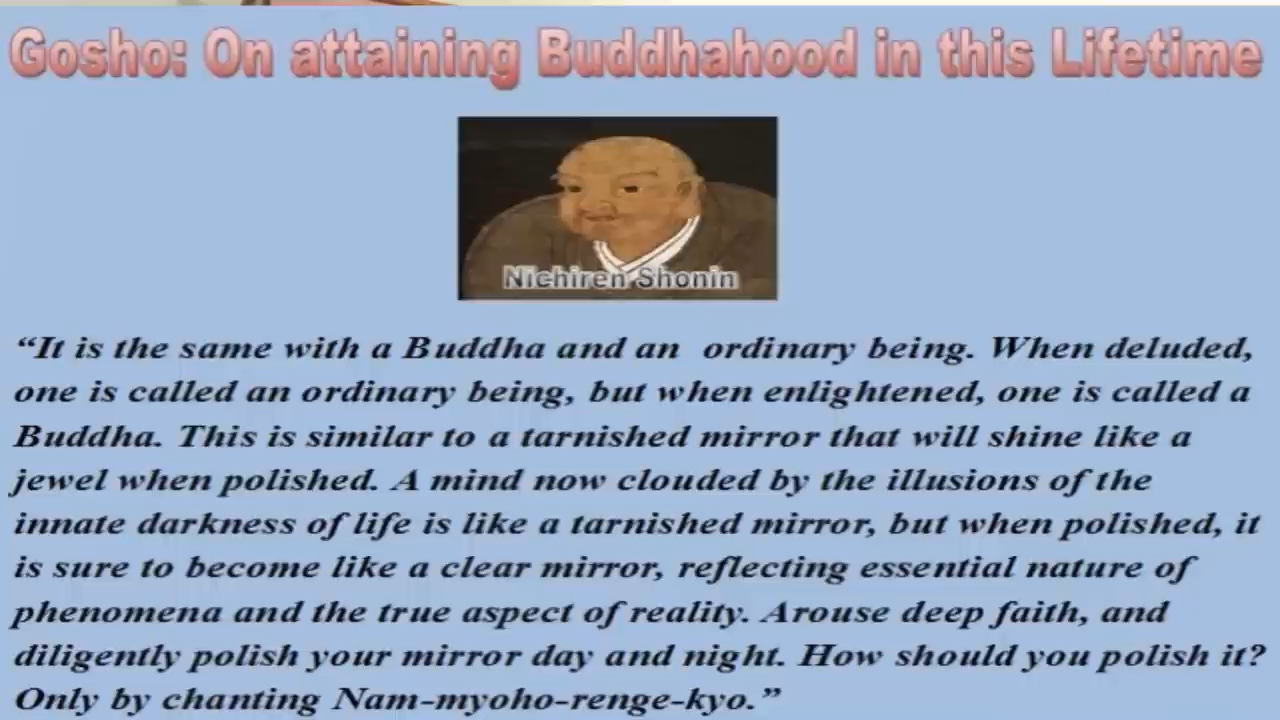 Gosho: On attaining Buddhahood in this Lifetime
Nichiren Shonin
“It is the same with a Buddha and an ordinary being. When deluded,
one is called an ordinary being, but when enlightened, one is called a
Buddha. This is similar to a tarnished mirror that will shine like a
jewel when polished. A mind now clouded by the illusions of the
innate darkness of life is like a tarnished mirror, but when polished, it
is sure to become like a clear mirror, reflecting essential nature of
phenomena and the true aspect of reality. Arouse deep faith, and
diligently polish your mirror day and night. How should you polish it?
Only by chanting Nam-myoho-renge-kyo.”